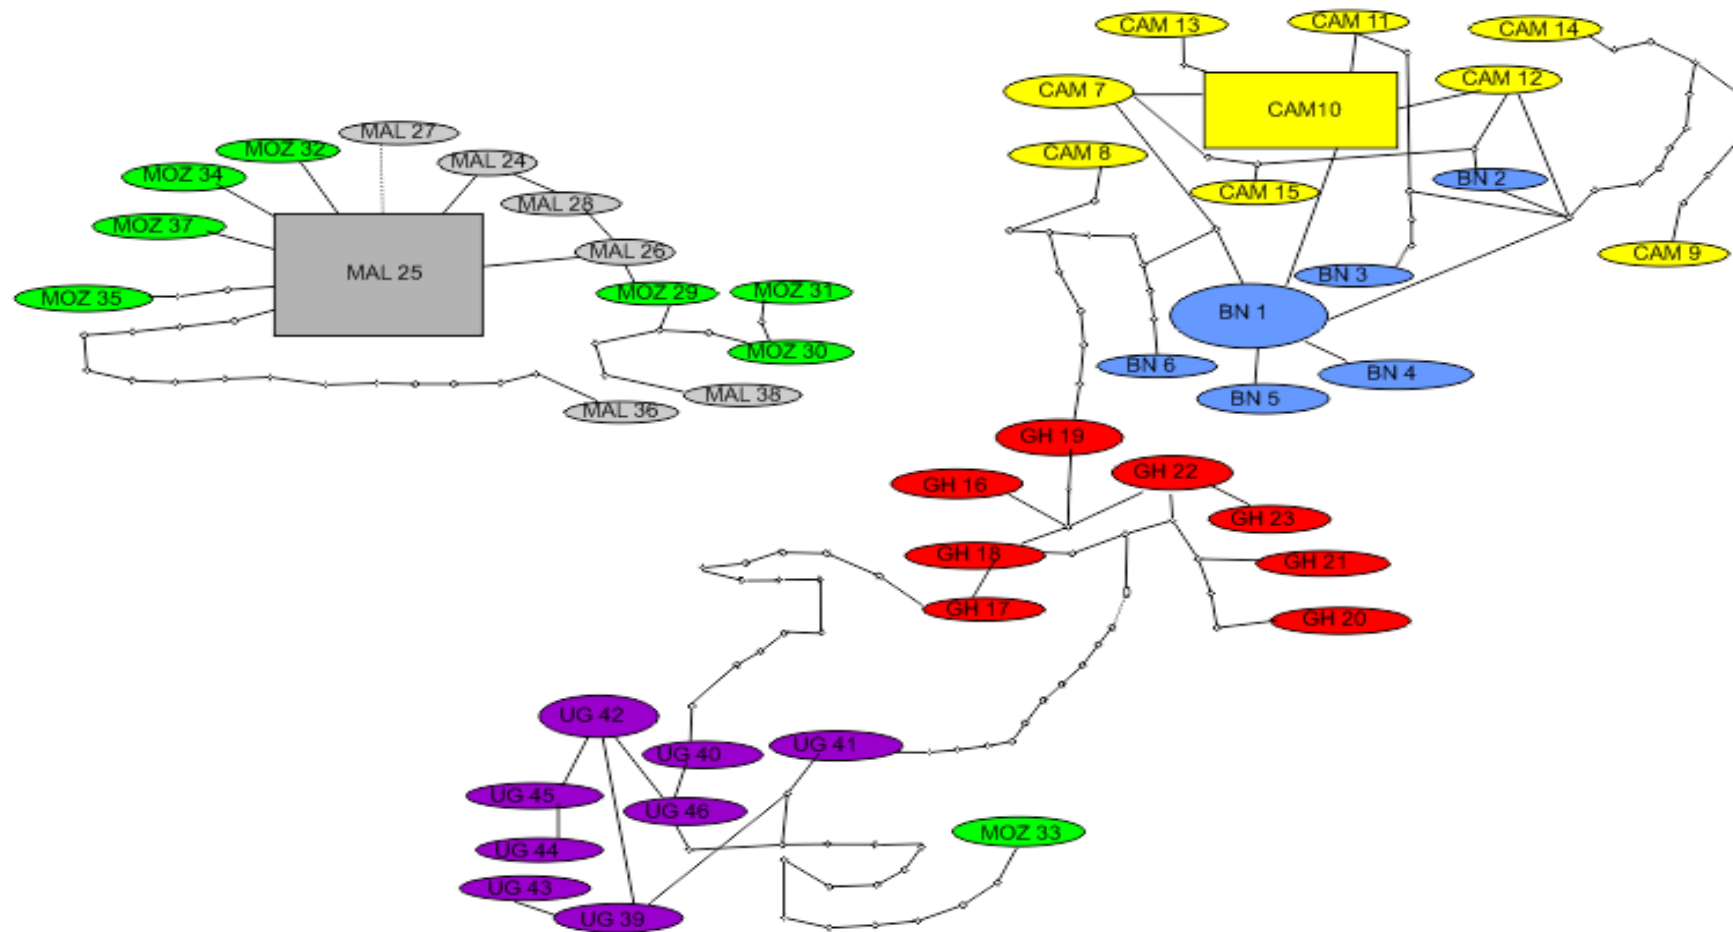 CAM 13
CAM 11
CAM 14
CAM 7
CAM10
CAM 12
MAL 27
MOZ 32
MAL 24
CAM 8
MOZ 34
BN 2
CAM 15
MAL 28
MOZ 37
MAL 26
CAM 9
MAL 25
BN 3
MOZ 35
MOZ 29
MOZ 31
BN 1
MOZ 30
BN 6
BN 4
MAL 38
BN 5
MAL 36
GH 19
GH 16
GH 22
GH 23
GH 18
GH 21
GH 17
GH 20
UG 42
UG 40
UG 41
UG 45
UG 46
MOZ 33
UG 44
UG 43
UG 39